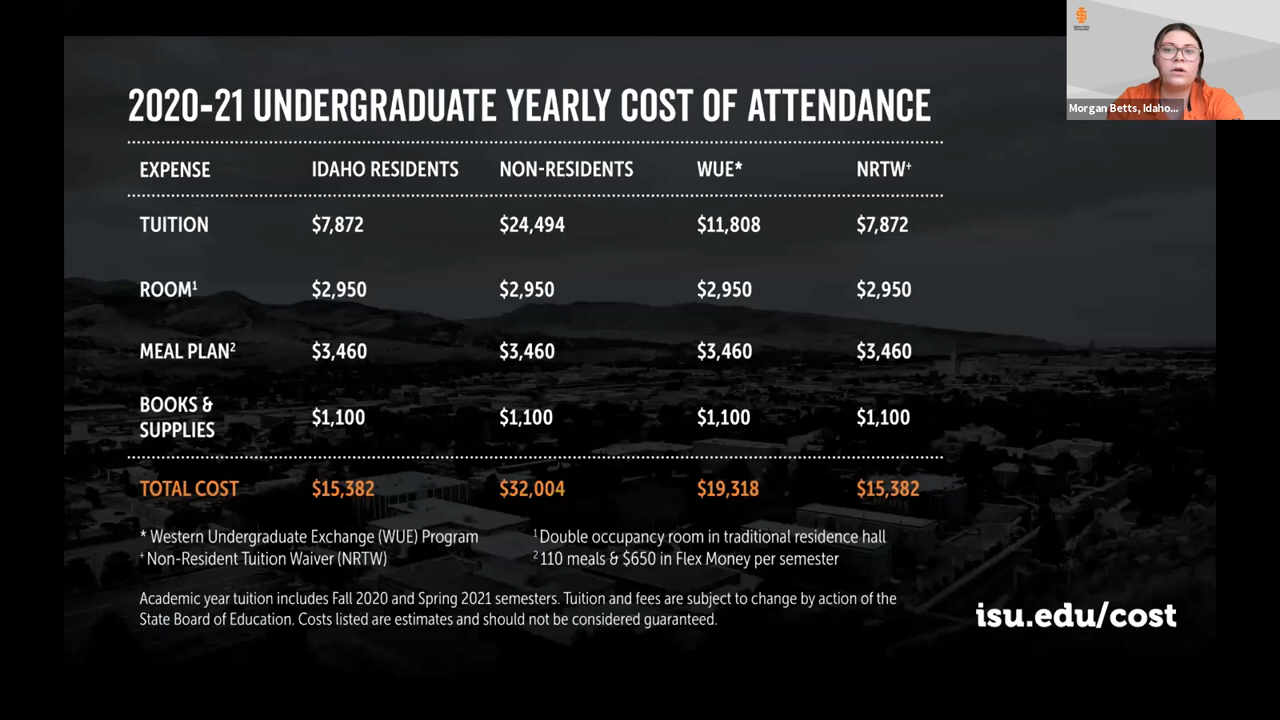 Morgan Betts, Idaho...
2020-21 UNDERGRADUATE YEARLY COST OF ATTENDANCE
EXPENSE IDAHO RESIDENTS NON-RESIDENTS WUE* NRTW⁺
TUITION $7,872 $24,494 $11,808 $7,872
ROOM¹ $2,950 $2,950 $2,950 $2,950
MEAL PLAN² $3,460 $3,460 $3,460 $3,460
BOOKS &
SUPPLIES $1,100 $1,100 $1,100 $1,100
TOTAL COST $15,382 $32,004 $19,318 $15,382
* Western Undergraduate Exchange (WUE) Program
⁺ Non-Resident Tuition Waiver (NRTW)
¹ Double occupancy room in traditional residence hall
² 110 meals & $650 in Flex Money per semester
Academic year tuition includes Fall 2020 and Spring 2021 semesters. Tuition and fees are subject to change by action of the
State Board of Education. Costs listed are estimates and should not be considered guaranteed.
isu.edu/cost